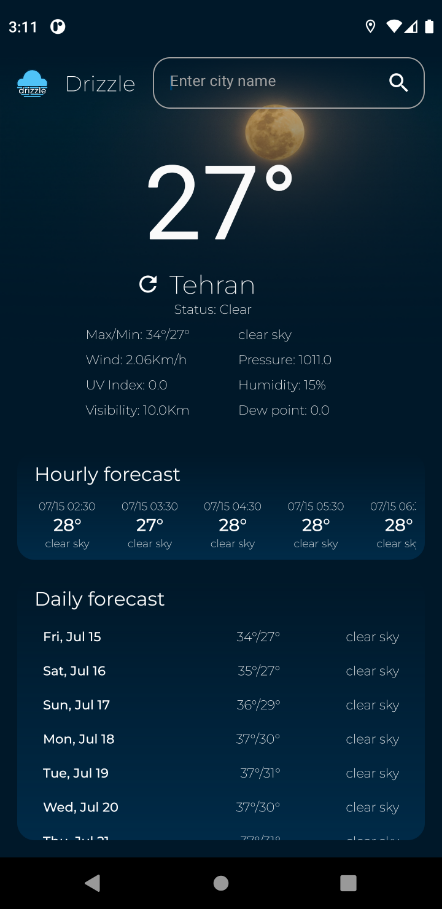 3:11
drizzle
Drizzle
Enter city name
27°
Tehran
Status: Clear
Max/Min: 34°/27° clear sky
Wind: 2.06Km/h Pressure: 1011.0
UV Index: 0.0 Humidity: 15%
Visibility: 10.0Km Dew point: 0.0
Hourly forecast
07/15 02:30 07/15 03:30 07/15 04:30 07/15 05:30 07/15 06:
28° 27° 28° 28° 28°
clear sky clear sky clear sky clear sky clear sk
Daily forecast
Fri, Jul 15 34°/27° clear sky
Sat, Jul 16 35°/27° clear sky
Sun, Jul 17 36°/29° clear sky
Mon, Jul 18 37°/30° clear sky
Tue, Jul 19 37°/31° clear sky
Wed, Jul 20 37°/30° clear sky
Thu, Jul 21 37°/31° clear sky